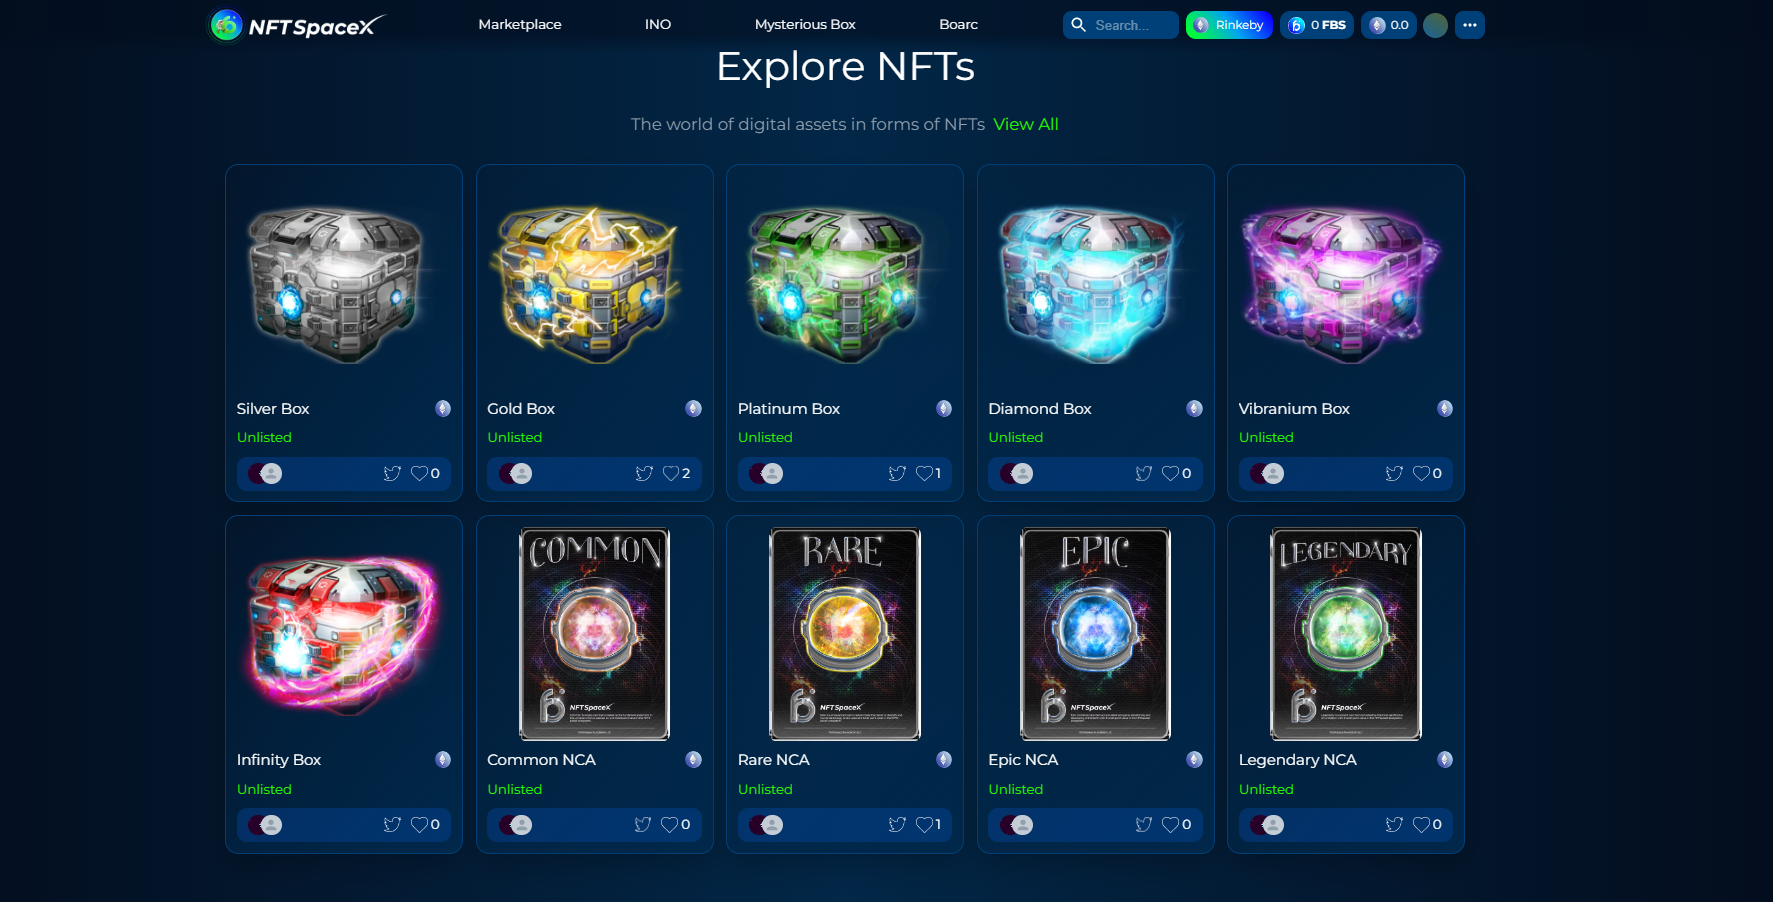 NFTSpaceX Marketplace INO Mysterious Box Boarc Search... Rinkeby 0 FBS 0.0
Explore NFTs
The world of digital assets in forms of NFTs View All
Silver Box Gold Box Platinum Box Diamond Box Vibranium Box
Unlisted Unlisted Unlisted Unlisted Unlisted
0 2 1 0 0
COMMON RARE EPIC LEGENDARY
NFTSpaceX NFTSpaceX NFTSpaceX NFTSpaceX
Infinity Box Common NCA Rare NCA Epic NCA Legendary NCA
Unlisted Unlisted Unlisted Unlisted Unlisted
0 0 1 0 0